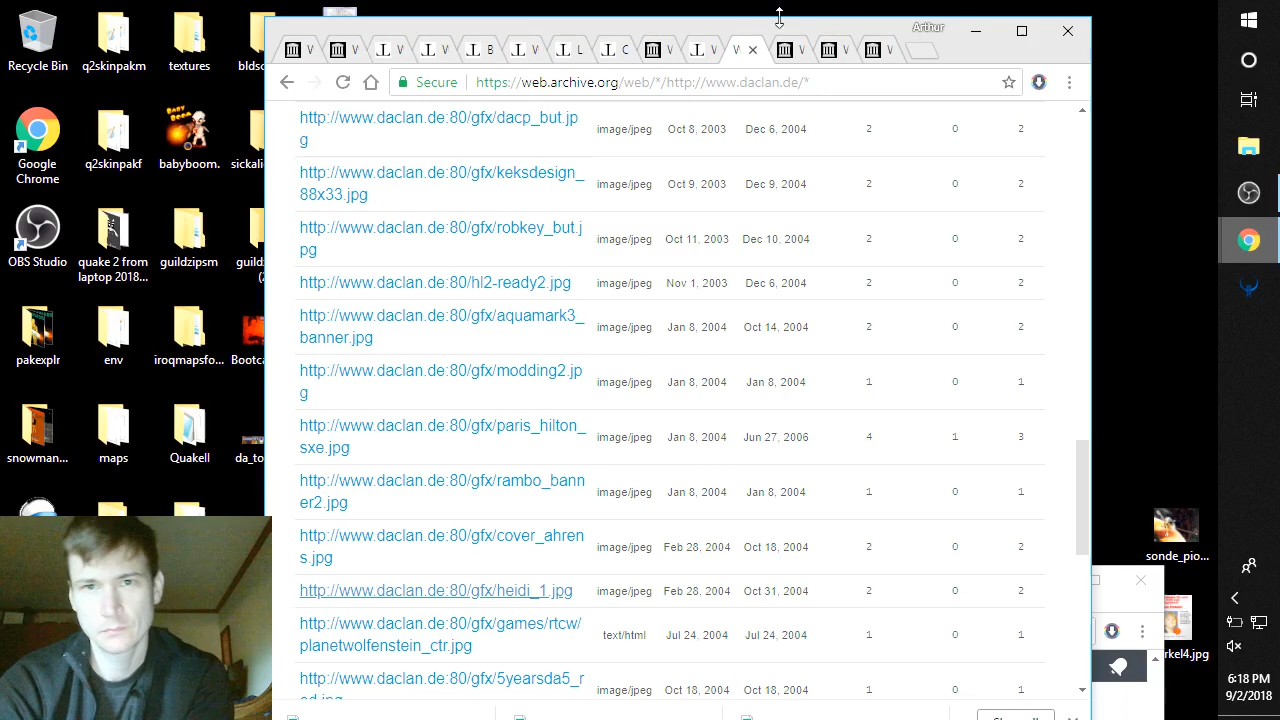 Arthur
V
V
V
V
B
V
L
C
V
V
V
V
V
V
Secure
https://web.archive.org/web/*/http://www.daclan.de/*
Recycle Bin
q2skinpakm
textures
Google
Chrome
q2skinpakf
babyboom.
OBS Studio
quake 2 from
laptop 2018...
guildzipsm
pakexplr
env
iroqmapsfo...
snowman...
maps
Quakell
http://www.daclan.de:80/gfx/dacp_but.jp
g
image/jpeg Oct 8, 2003 Dec 6, 2004 2 0 2
http://www.daclan.de:80/gfx/keksdesign_
88x33.jpg
image/jpeg Oct 9, 2003 Dec 9, 2004 2 0 2
http://www.daclan.de:80/gfx/robkey_but.j
pg
image/jpeg Oct 11, 2003 Dec 10, 2004 2 0 2
http://www.daclan.de:80/hl2-ready2.jpg image/jpeg Nov 1, 2003 Dec 6, 2004 2 0 2
http://www.daclan.de:80/gfx/aquamark3_
banner.jpg
image/jpeg Jan 8, 2004 Oct 14, 2004 2 0 2
http://www.daclan.de:80/gfx/modding2.jp
g
image/jpeg Jan 8, 2004 Jan 8, 2004 1 0 1
http://www.daclan.de:80/gfx/paris_hilton_
sxe.jpg
image/jpeg Jan 8, 2004 Jun 27, 2006 4 1 3
http://www.daclan.de:80/gfx/rambo_bann
er2.jpg
image/jpeg Jan 8, 2004 Jan 8, 2004 1 0 1
http://www.daclan.de:80/gfx/cover_ahren
s.jpg
image/jpeg Feb 28, 2004 Oct 18, 2004 2 0 2
http://www.daclan.de:80/gfx/heidi_1.jpg image/jpeg Feb 28, 2004 Oct 31, 2004 2 0 2
http://www.daclan.de:80/gfx/games/rtcw/
planetwolfenstein_ctr.jpg
text/html Jul 24, 2004 Jul 24, 2004 1 0 1
http://www.daclan.de:80/gfx/5yearsda5_r
image/jpeg Oct 18, 2004 Oct 18, 2004 1 0 1
sonde_pio...
rkel4.jpg
6:18 PM
9/2/2018